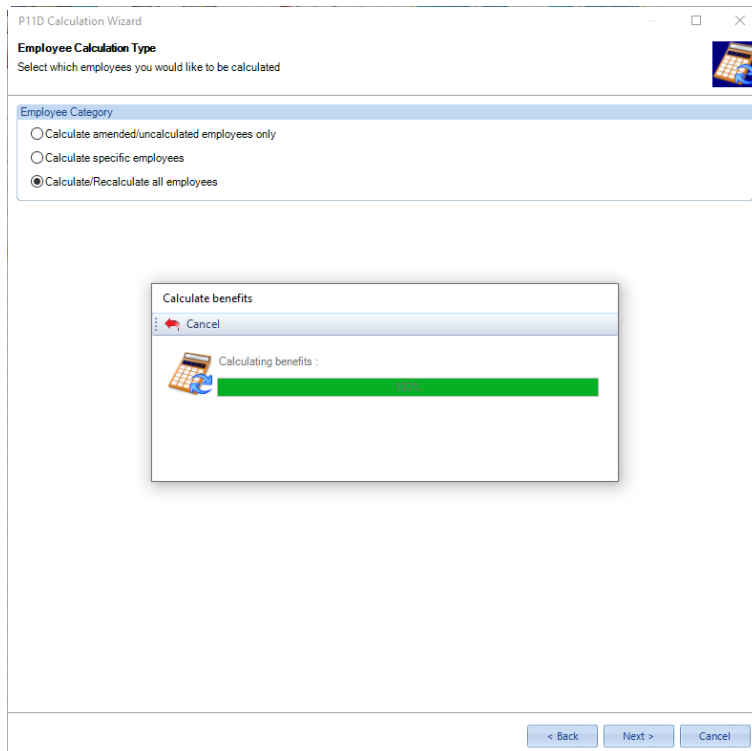 P11D Calculation Wizard
Employee Calculation Type
Select which employees you would like to be calculated
Employee Category
Calculate amended/uncalculated employees only
Calculate specific employees
Calculate/Recalculate all employees
Calculate benefits
Cancel
Calculating benefits :
100%
< Back Next > Cancel